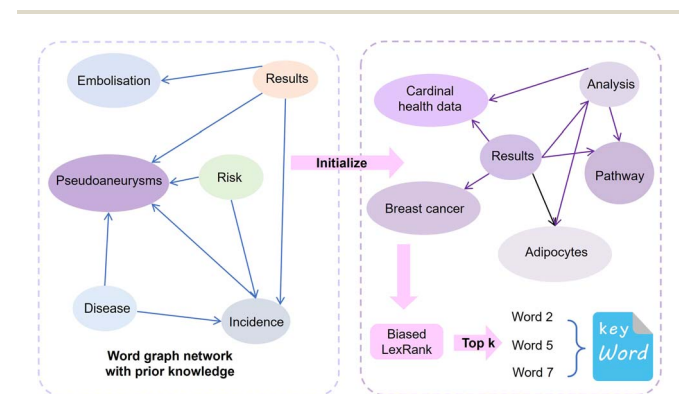 Embolisation
Results
Pseudoaneurysms
Risk
Disease
Incidence
Word graph network
with prior knowledge
Initialize
Cardinal
health data
Analysis
Results
Pathway
Breast cancer
Adipocytes
Biased
LexRank
Top k
Word 2
Word 5
Word 7
key
Word